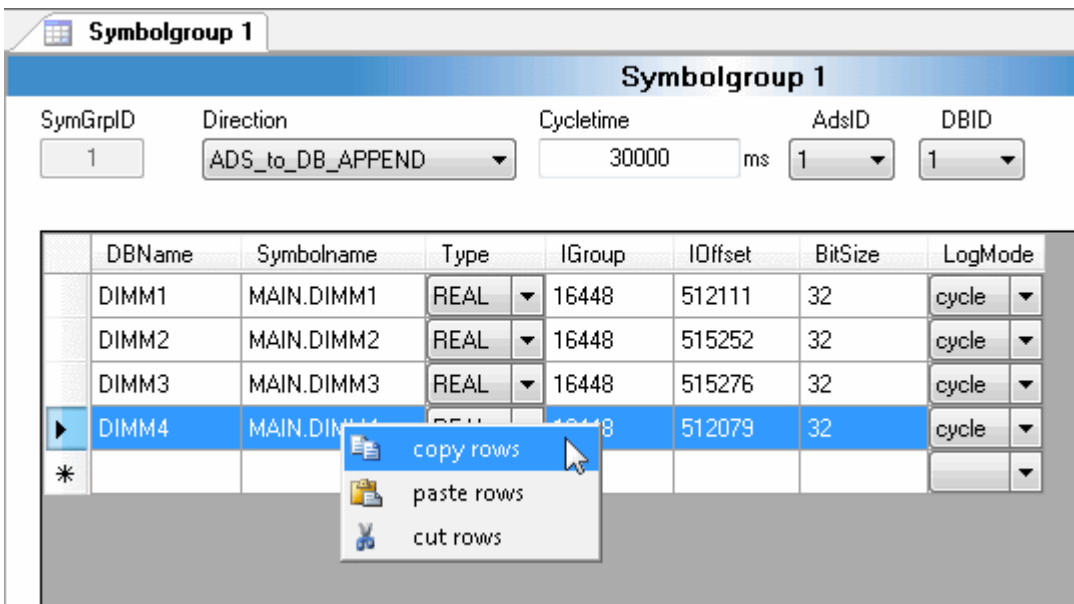 Symbolgroup 1
Symbolgroup 1
SymGrpID Direction Cycletime AdsID DBID
1 ADS_to_DB_APPEND 30000 ms 1 1
DBName Symbolname Type IGroup IOffset BitSize LogMode
DIMM1 MAIN.DIMM1 REAL 16448 512111 32 cycle
DIMM2 MAIN.DIMM2 REAL 16448 515252 32 cycle
DIMM3 MAIN.DIMM3 REAL 16448 515276 32 cycle
DIMM4 512079 32 cycle
copy rows
paste rows
cut rows